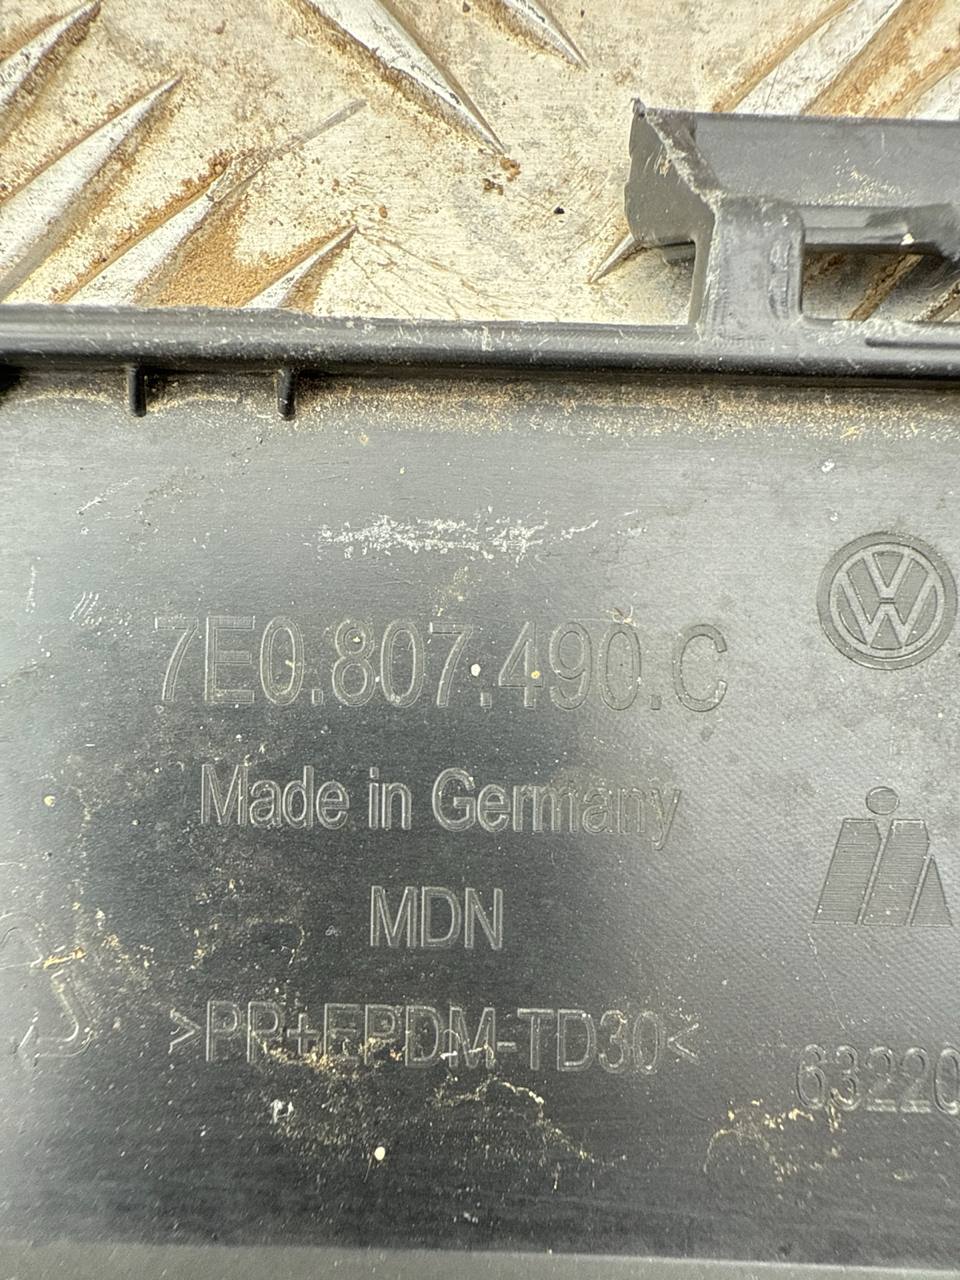 7E0.807.490.C
Made in Germany
MDN
>PP+EPDM-TD30<
63220